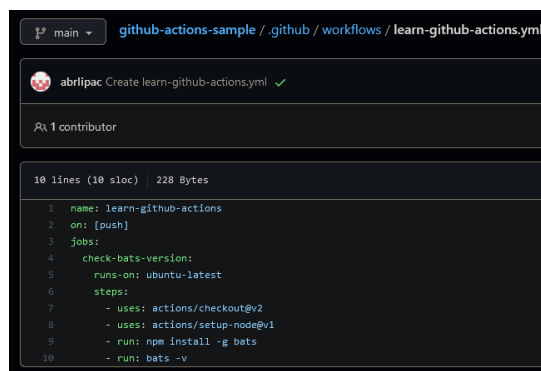 main
github-actions-sample / .github / workflows / learn-github-actions.yml
abrlipac Create learn-github-actions.yml
1 contributor
10 lines (10 sloc) 228 Bytes
1 name: learn-github-actions
2 on: [push]
3 jobs:
4 check-bats-version:
5 runs-on: ubuntu-latest
6 steps:
7 - uses: actions/checkout@v2
8 - uses: actions/setup-node@v1
9 - run: npm install -g bats
10 - run: bats -v